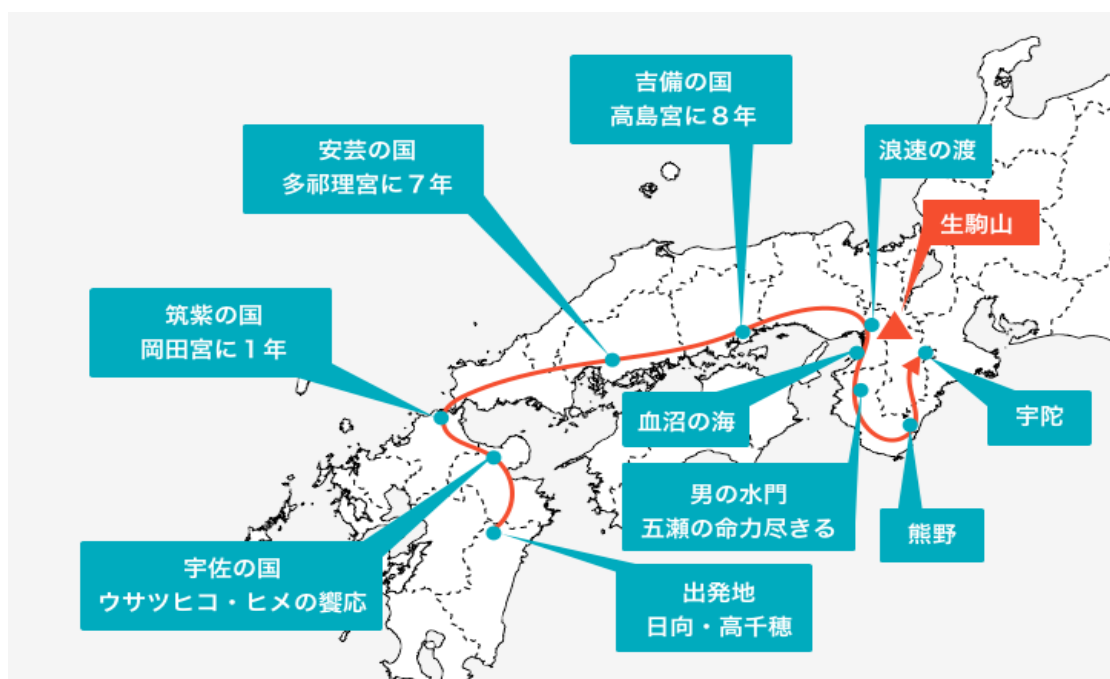 吉備の国
高島宮に８年
安芸の国
多祁理宮に７年
浪速の渡
生駒山
筑紫の国
岡田宮に１年
血沼の海
宇陀
男の水門
五瀬の命力尽きる
熊野
宇佐の国
ウサツヒコ・ヒメの饗応
出発地
日向・高千穂